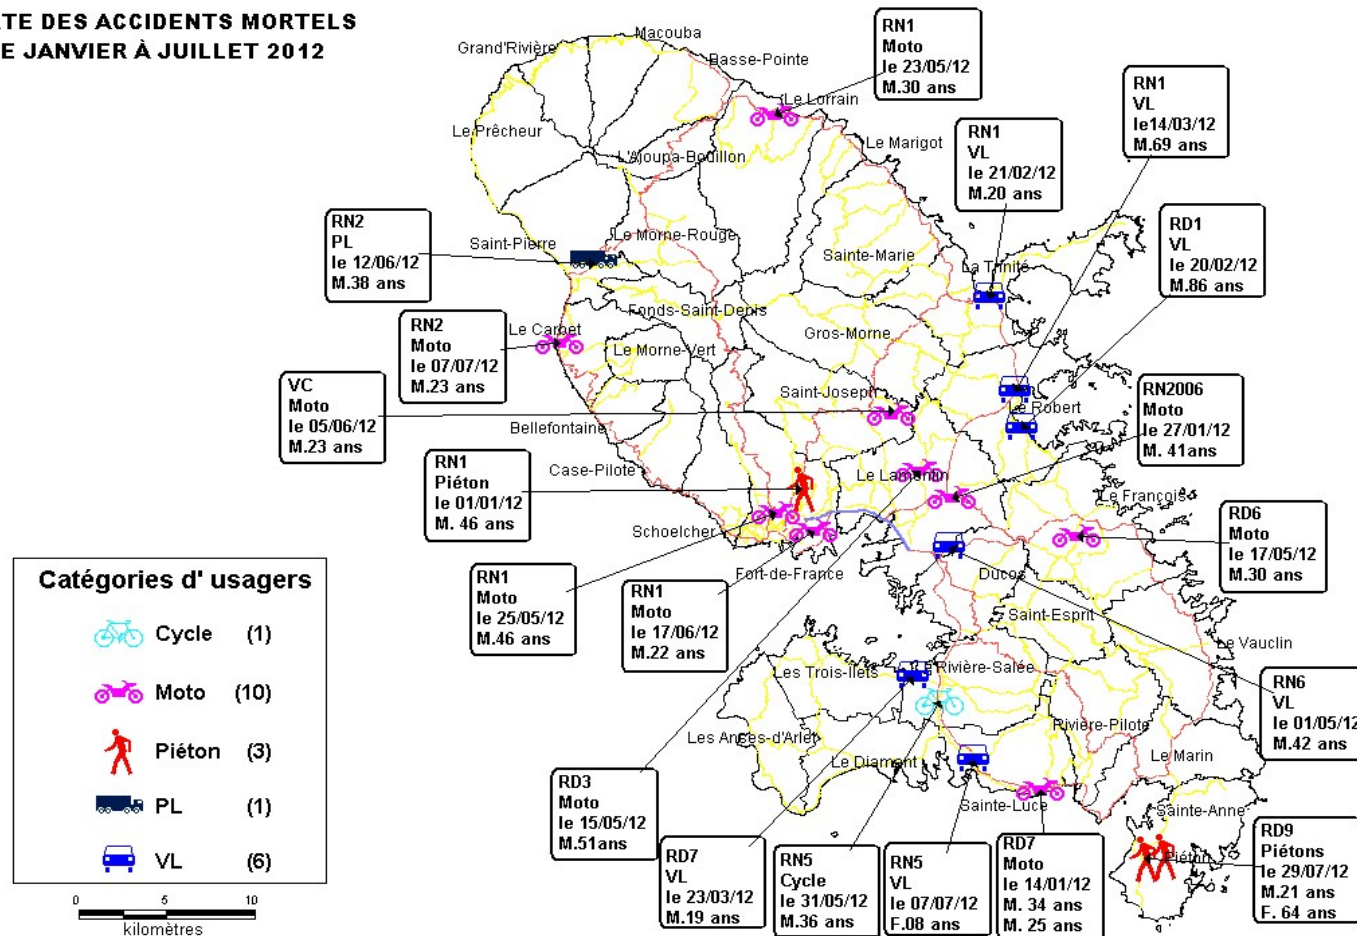 TE DES ACCIDENTS MORTELS
E JANVIER À JUILLET 2012
RN1
Moto
le 23/05/12
M.30 ans
RN1
VL
le14/03/12
M.69 ans
RN1
VL
le 21/02/12
M.20 ans
RD1
VL
le 20/02/12
M.86 ans
RN2
PL
le 12/06/12
M.38 ans
RN2
Moto
le 07/07/12
M.23 ans
VC
Moto
le 05/06/12
M.23 ans
RN2006
Moto
le 27/01/12
M. 41ans
RN1
Piéton
le 01/01/12
M. 46 ans
RD6
Moto
le 17/05/12
M.30 ans
RN1
Moto
le 25/05/12
M.46 ans
RN1
Moto
le 17/06/12
M.22 ans
RN6
VL
le 01/05/12
M.42 ans
RD3
Moto
le 15/05/12
M.51ans
RD7
VL
le 23/03/12
M.19 ans
RN5
Cycle
le 31/05/12
M.36 ans
RN5
VL
le 07/07/12
F.08 ans
RD7
Moto
le 14/01/12
M. 34 ans
M. 25 ans
RD9
Piétons
le 29/07/12
M.21 ans
F. 64 ans
Macouba
Grand'Rivière
Basse-Pointe
Le Lorrain
Le Prêcheur
Le Marigot
L'Ajoupa-Bouillon
Saint-Pierre
Le Morne-Rouge
Sainte-Marie
La Trinité
Fonds-Saint-Denis
Le Carbet
Gros-Morne
Le Morne-Vert
Saint-Joseph
Le Robert
Bellefontaine
Case-Pilote
Le Lamentin
Le François
Schoelcher
Fort-de-France
Ducos
Saint-Esprit
Le Vauclin
Les Trois-Ilets
Rivière-Salée
Rivière-Pilote
Les Anses-d'Arlet
Le Diamant
Le Marin
Sainte-Luce
Sainte-Anne
Piéton
Catégories d' usagers
Cycle (1)
Moto (10)
Piéton (3)
PL (1)
VL (6)
0 5 10
kilomètres